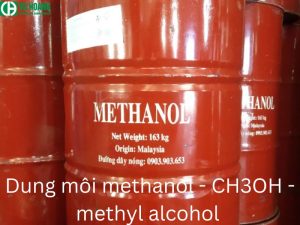 METHANOL
Net Weight: 163 kg
Origin: Malaysia
Đường dây nóng: 0903.903.653
Dung môi methanol - CH3OH -
methyl alcohol